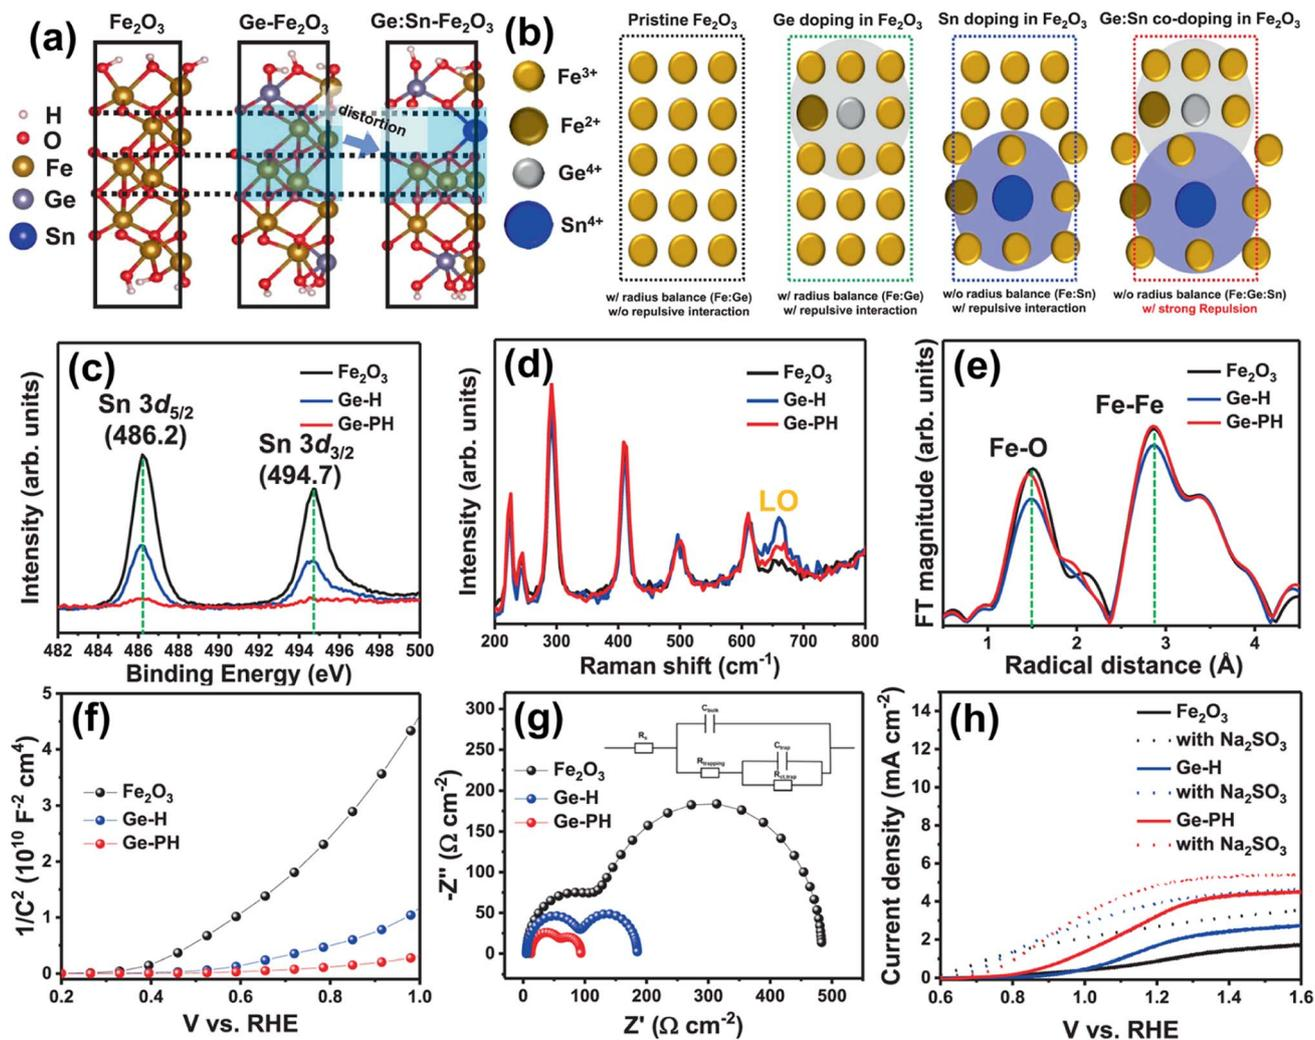 (a)
Fe2O3
Ge-Fe2O3
Ge:Sn-Fe2O3
distortion
H
O
Fe
Ge
Sn
(b)
Pristine Fe2O3
Ge doping in Fe2O3
Sn doping in Fe2O3
Ge:Sn co-doping in Fe2O3
Fe3+
Fe2+
Ge4+
Sn4+
w/ radius balance (Fe:Ge)
w/o repulsive interaction
w/ radius balance (Fe:Ge)
w/ repulsive interaction
w/o radius balance (Fe:Sn)
w/ repulsive interaction
w/o radius balance (Fe:Ge:Sn)
w/ strong Repulsion
(c)
Sn 3d5/2
(486.2)
Sn 3d3/2
(494.7)
Fe2O3
Ge-H
Ge-PH
Intensity (arb. units)
482 484 486 488 490 492 494 496 498 500
Binding Energy (eV)
(d)
Fe2O3
Ge-H
Ge-PH
LO
Intensity (arb. units)
200 300 400 500 600 700 800
Raman shift (cm-1)
(e)
Fe-O
Fe-Fe
Fe2O3
Ge-H
Ge-PH
FT magnitude (arb. units)
1 2 3 4
Radical distance (Å)
(f)
Fe2O3
Ge-H
Ge-PH
1/C2 (10^10 F-2 cm4)
5
4
3
2
1
0
0.2 0.4 0.6 0.8 1.0
V vs. RHE
(g)
Fe2O3
Ge-H
Ge-PH
Rs
Cbulk
Rtrapping
Ctrap
Rct,trap
-Z'' (Ω cm-2)
300
250
200
150
100
50
0
0 100 200 300 400 500
Z' (Ω cm-2)
(h)
Fe2O3
with Na2SO3
Ge-H
with Na2SO3
Ge-PH
with Na2SO3
Current density (mA cm-2)
14
12
10
8
6
4
2
0
0.6 0.8 1.0 1.2 1.4 1.6
V vs. RHE